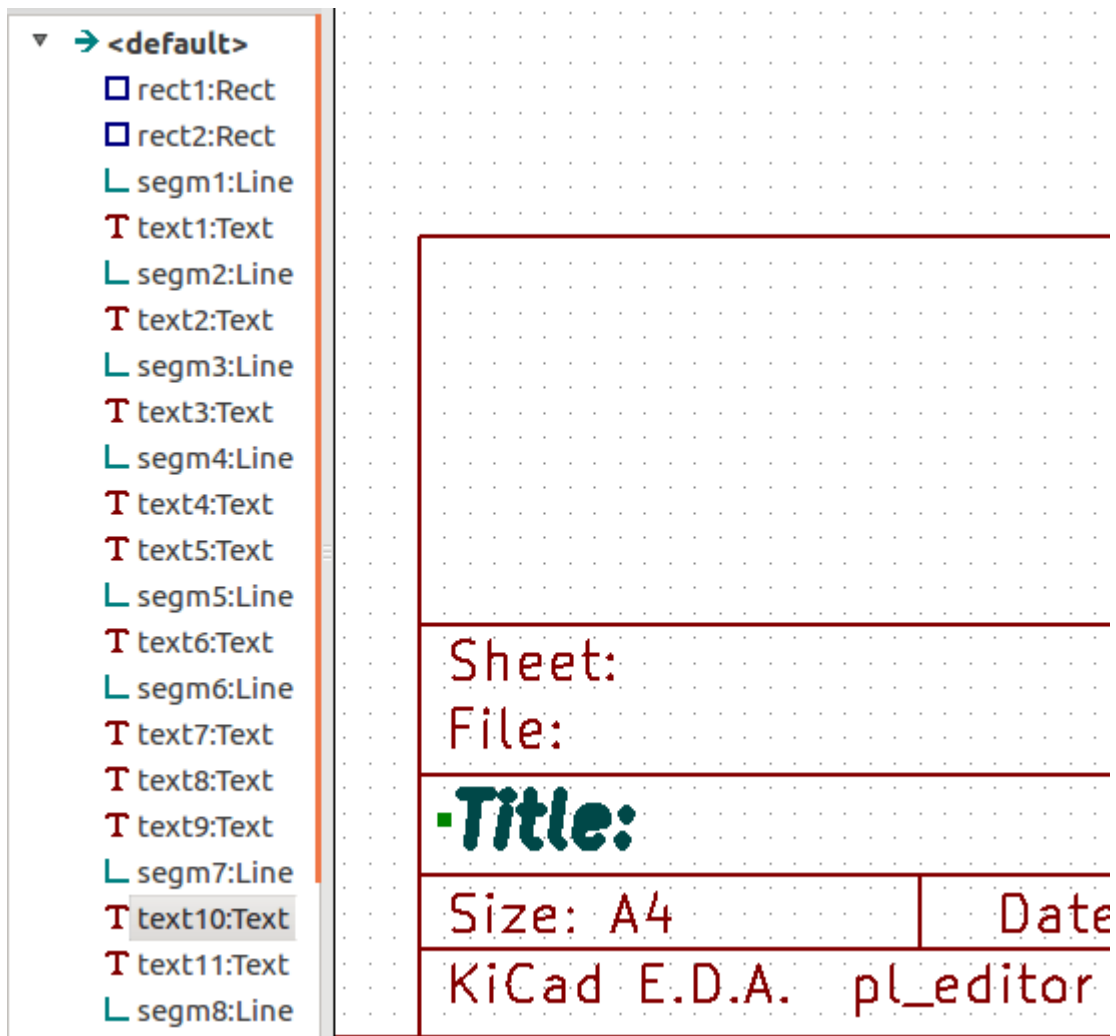 <default>
rect1:Rect
rect2:Rect
segm1:Line
text1:Text
segm2:Line
text2:Text
segm3:Line
text3:Text
segm4:Line
text4:Text
text5:Text
segm5:Line
text6:Text
segm6:Line
text7:Text
text8:Text
text9:Text
segm7:Line
text10:Text
text11:Text
segm8:Line
Sheet:
File:
Title:
Size: A4 Date
KiCad E.D.A. pl_editor